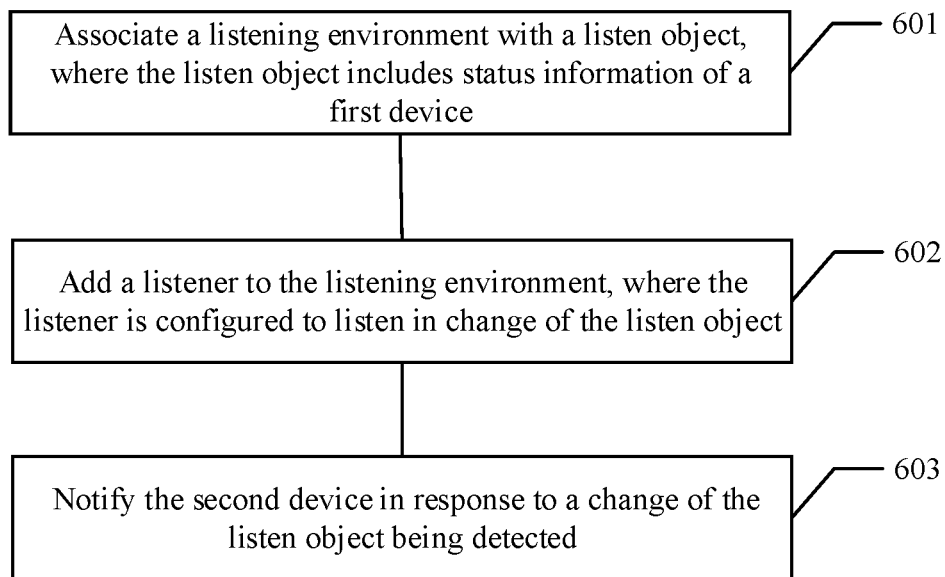 Associate a listening environment with a listen object,
601
where the listen object includes status information of a
first device
Add a listener to the listening environment, where the
602
listener is configured to listen in change of the listen object
Notify the second device in response to a change of the
603
listen object being detected